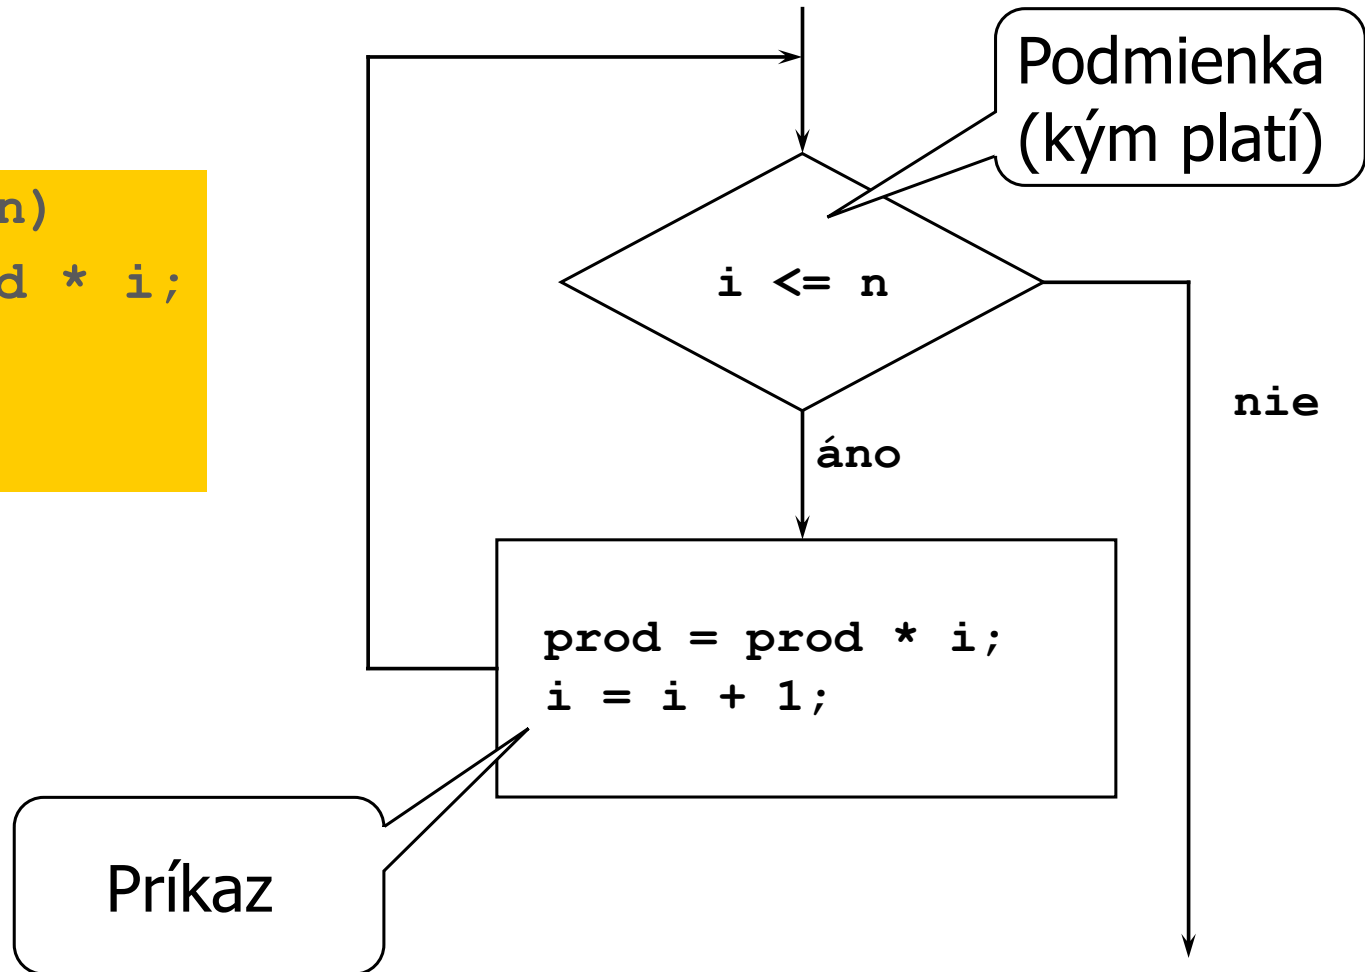 Podmienka
(kým platí)
n)
d * i;
i <= n
nie
áno
prod = prod * i;
i = i + 1;
Príkaz